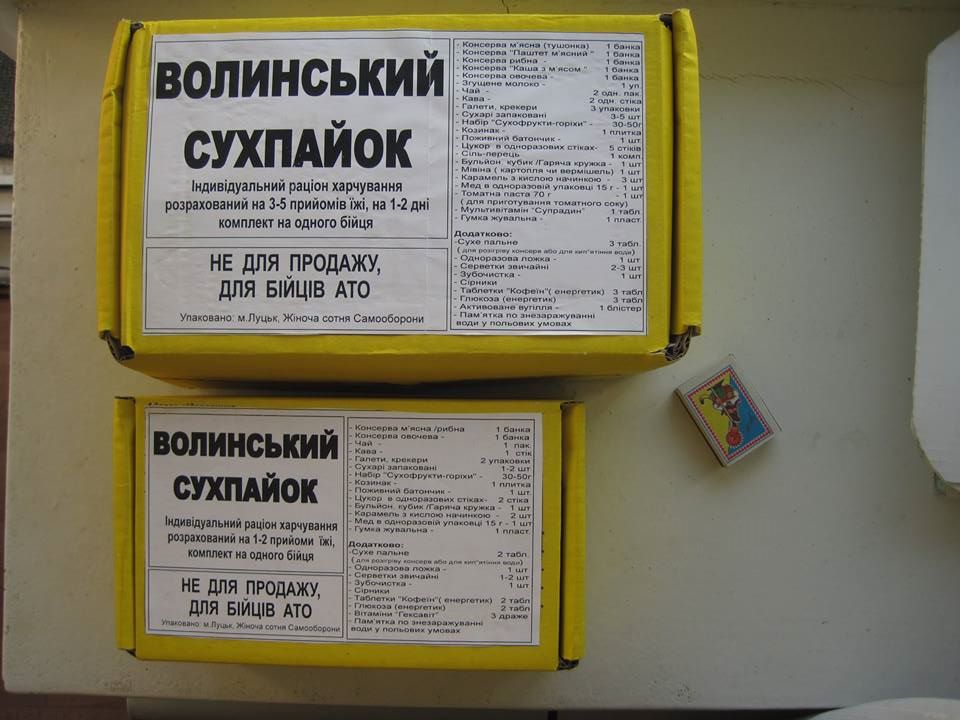 ВОЛИНСЬКИЙ
СУХПАЙОК
Індивідуальний раціон харчування
розрахований на 3-5 прийомів їжі, на 1-2 дні
комплект на одного бійця
НЕ ДЛЯ ПРОДАЖУ,
ДЛЯ БІЙЦІВ АТО
Упаковано: м.Луцьк, Жіноча сотня Самооборони
- Консерва м'ясна (тушонка) 1 банка
- Консерва "Паштет м'ясний " 1 банка
- Консерва рибна - 1 банка
- Консерва "Каша з м'ясом " 1 банка
- Консерва овочева - 1 банка
- Згущене молоко - 1 уп.
- Чай - 2 одн. пак.
- Кава - 2 одн. стіка
- Галети, крекери 3 упаковки
- Сухарі запаковані 3-5 шт
- Набір "Сухофрукти-горіхи" - 30-50г
- Козинак - 1 плитка
- Поживний батончик - 1 шт.
- Цукор в одноразових стіках- 5 стіків
- Сіль-перець 1 комп.
- Бульйон. кубик /Гаряча кружка - 1 шт
- Мівіна ( картопля чи вермішель) 1 шт
- Карамель з кислою начинкою - 3 шт
- Мед в одноразовій упаковці 15 г - 1 шт
- Томатна паста 70 г 1 шт
( для приготування томатного соку)
- Мультивітамін "Супрадин" 1 табл.
- Гумка жувальна - 1 пласт.
Додатково:
-Сухе пальне 3 табл.
( для розігріву консерв або для кип"ятіння води)
- Одноразова ложка - 1 шт
- Серветки звичайні 2-3 шт
- Зубочистка - 1 шт
- Сірники
- Таблетки "Кофеїн"( енергетик) 3 табл
- Глюкоза (енергетик) 3 табл
- Активоване вугілля - 1 блістер
- Пам'ятка по знезаражуванні
води у польових умовах
ВОЛИНСЬКИЙ
СУХПАЙОК
Індивідуальний раціон харчування
розрахований на 1-2 прийоми їжі,
комплект на одного бійця
НЕ ДЛЯ ПРОДАЖУ,
ДЛЯ БІЙЦІВ АТО
Упаковано: м.Луцьк, Жіноча сотня Самооборони
- Консерва м'ясна /рибна 1 банка
- Консерва овочева - 1 банка
- Чай - 1 пак.
- Кава - 1 стік
- Галети, крекери 2 упаковки
- Сухарі запаковані 1-2 шт
- Набір "Сухофрукти-горіхи" - 30-50г
- Козинак - 1 плитка
- Поживний батончик - 1 шт.
- Цукор в одноразових стіках- 2 стіка
- Бульйон. кубик /Гаряча кружка - 1 шт
- Карамель з кислою начинкою - 2 шт
- Мед в одноразовій упаковці 15 г - 1 шт
- Гумка жувальна - 1 пласт.
Додатково:
-Сухе пальне 2 табл.
( для розігріву консерв або для кип"ятіння води)
- Одноразова ложка - 1 шт
- Серветки звичайні 1-2 шт
- Зубочистка - 1 шт
- Сірники
- Таблетки "Кофеїн"( енергетик) 2 табл
- Глюкоза (енергетик) 2 табл
- Вітаміни "Гексавіт" 3 драже
- Пам'ятка по знезаражуванні
води у польових умовах